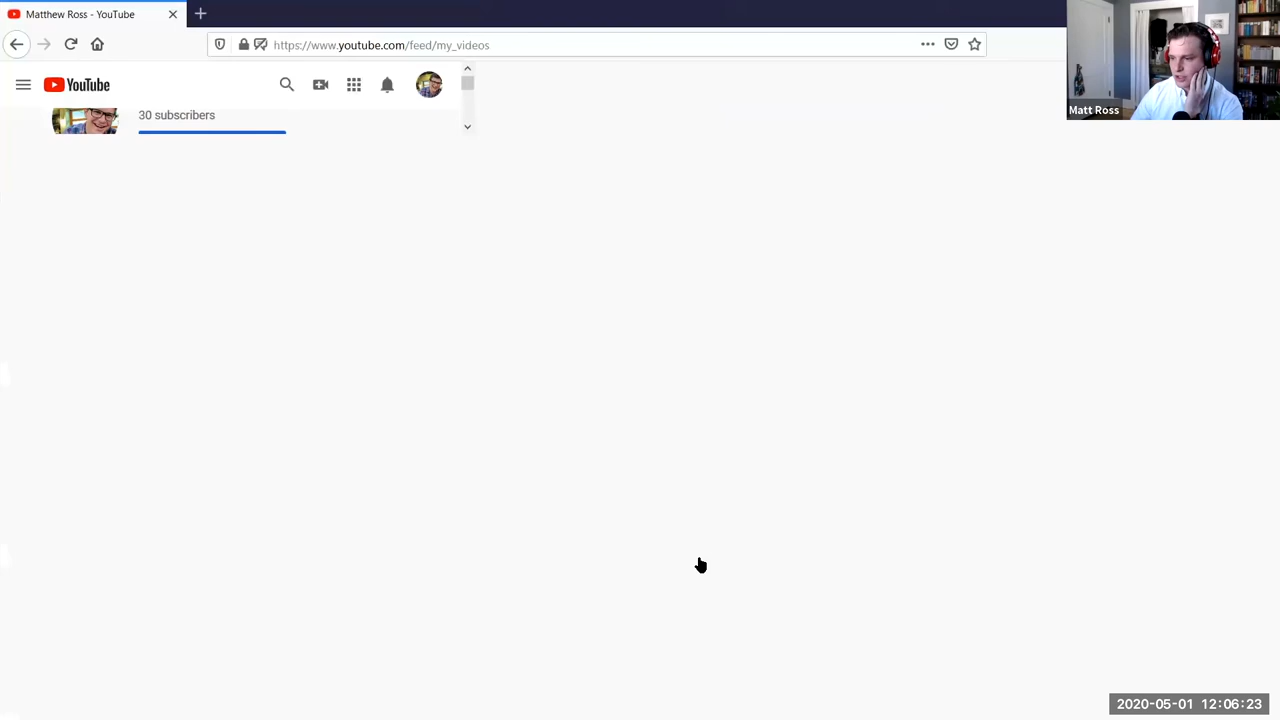 Matthew Ross - YouTube
https://www.youtube.com/feed/my_videos
YouTube
30 subscribers
Matt Ross
2020-05-01 12:06:23